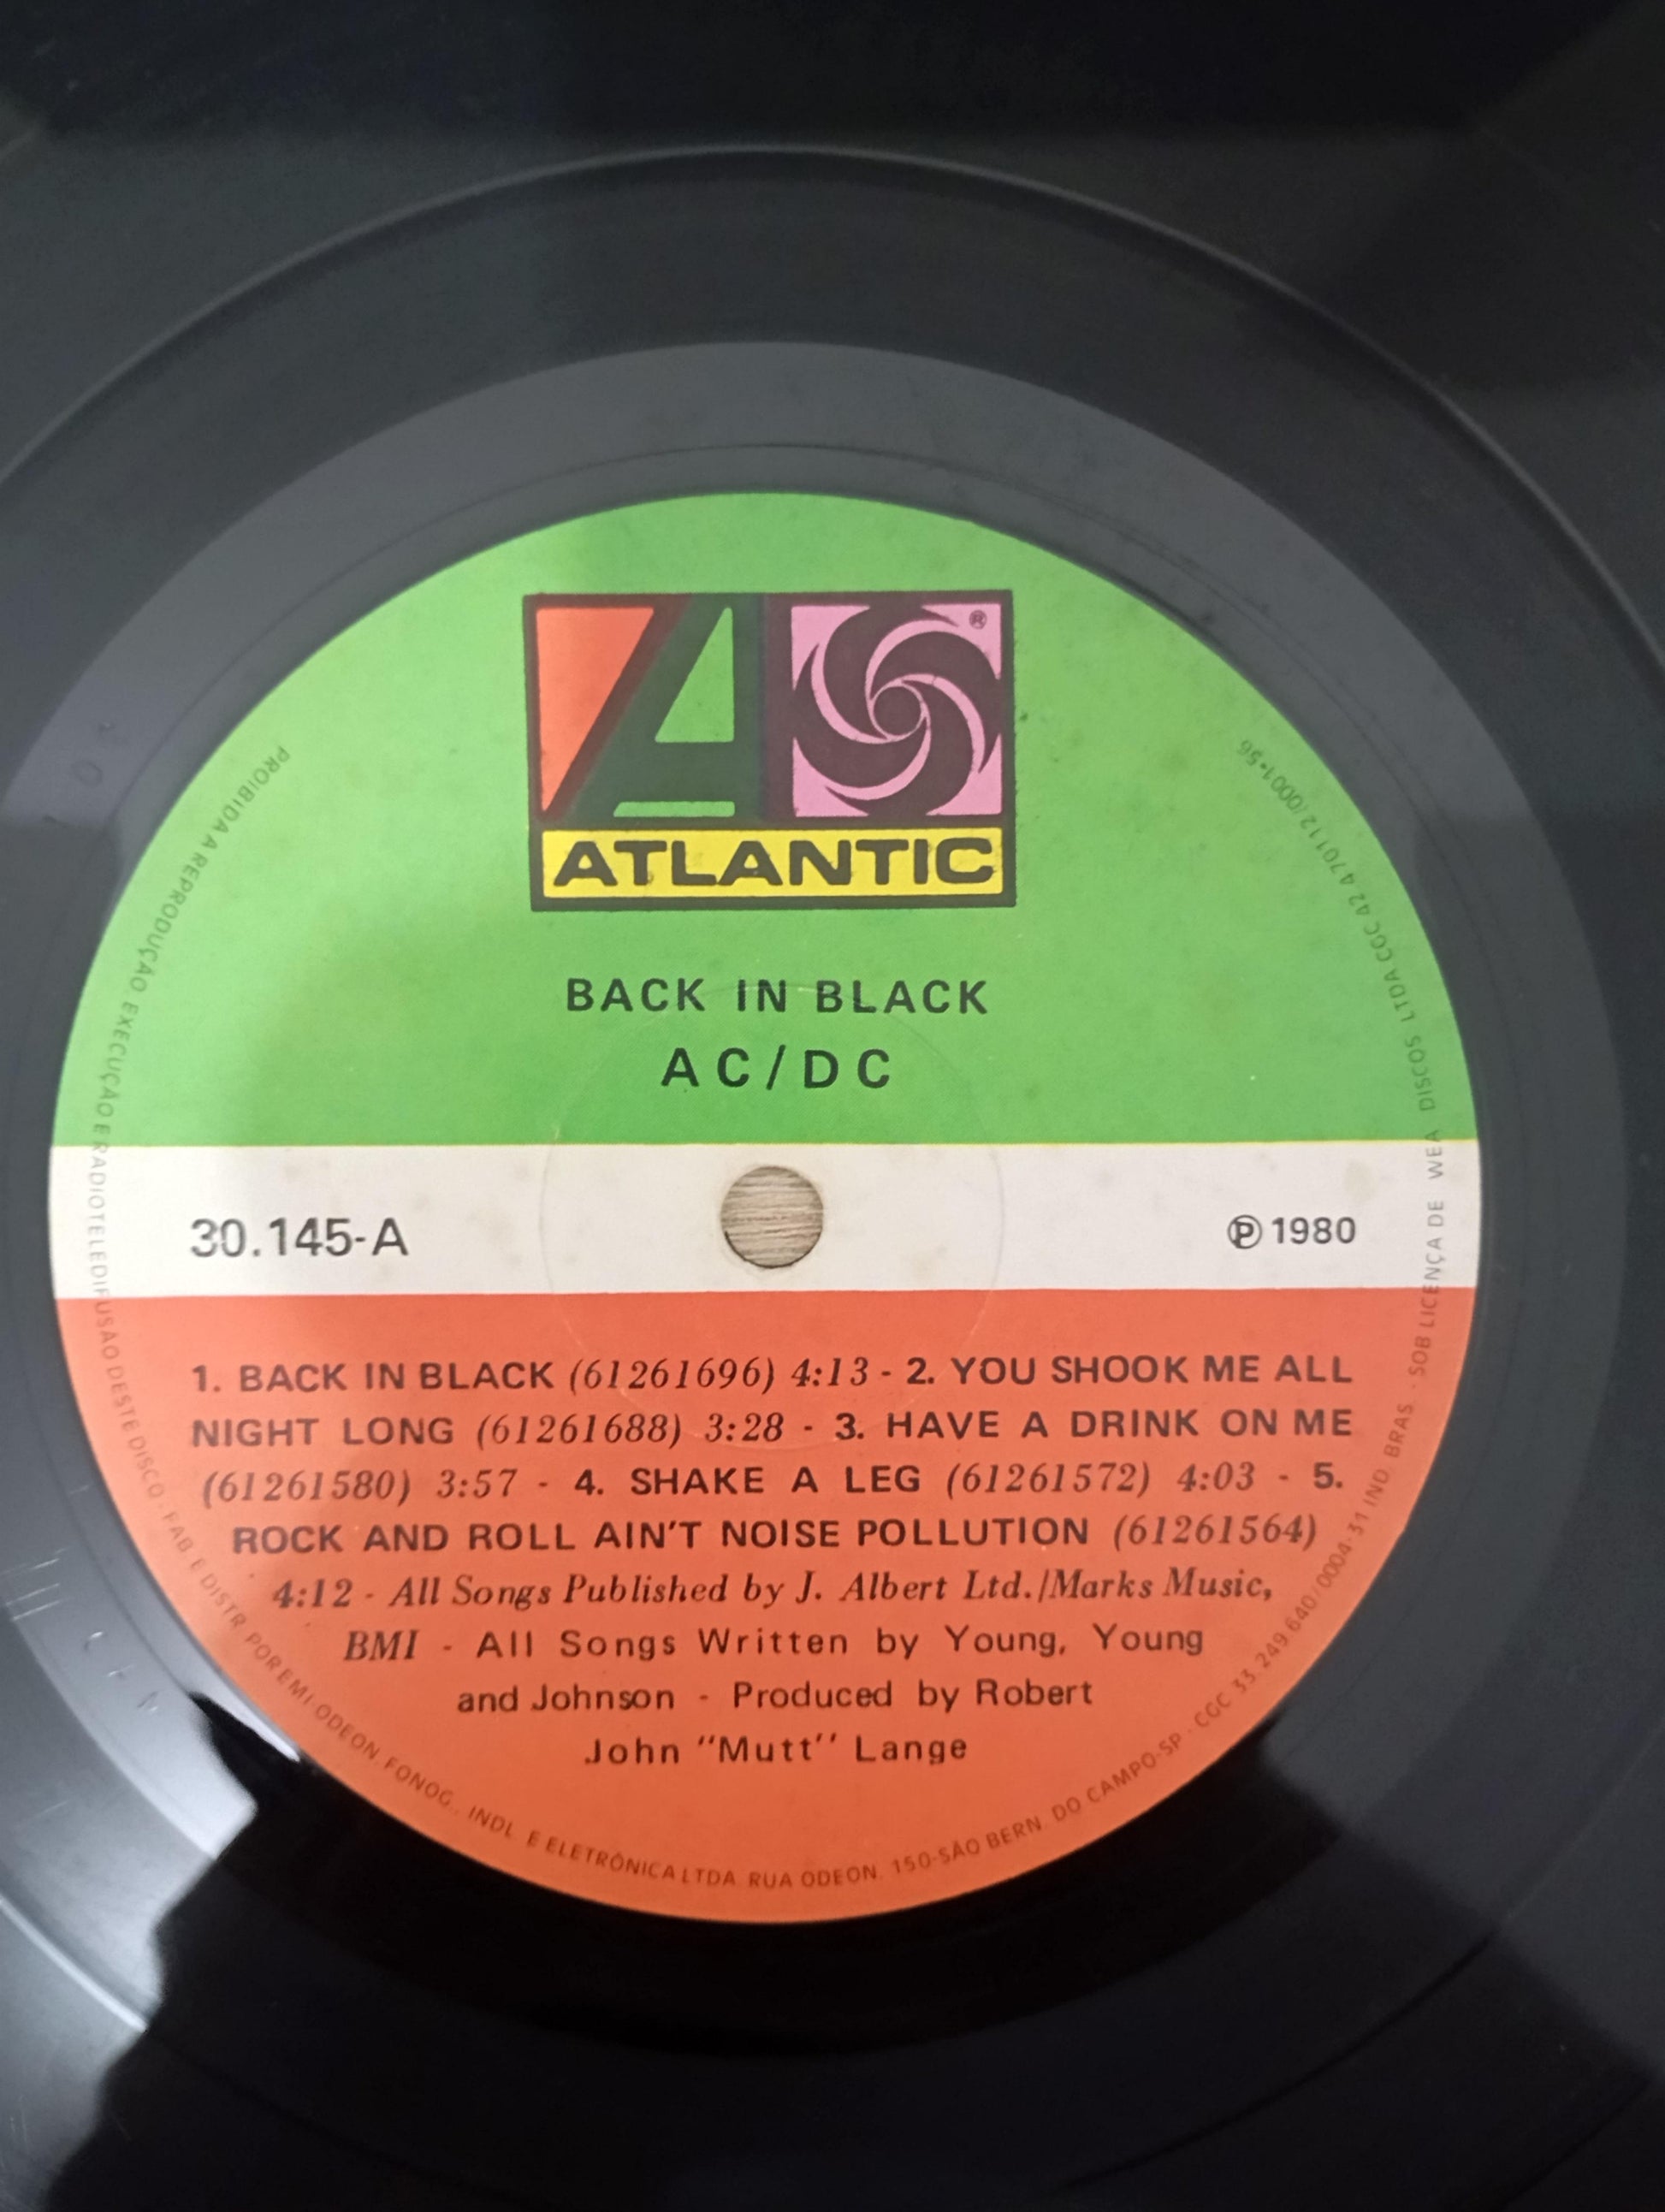 ®
ATLANTIC
BACK IN BLACK
AC/DC
30.145-A
℗ 1980
1. BACK IN BLACK (61261696) 4:13 - 2. YOU SHOOK ME ALL
NIGHT LONG (61261688) 3:28 - 3. HAVE A DRINK ON ME
(61261580) 3:57 - 4. SHAKE A LEG (61261572) 4:03 - 5.
ROCK AND ROLL AIN'T NOISE POLLUTION (61261564)
4:12 - All Songs Published by J. Albert Ltd./Marks Music,
BMI - All Songs Written by Young, Young
and Johnson - Produced by Robert
John "Mutt" Lange
PROIBIDA A REPRODUÇÃO, EXECUÇÃO E RADIOTELEDIFUSÃO DESTE DISCO - FAB E DISTR POR EMI-ODEON, FONOG., INDL. E ELETRÔNICA LTDA RUA ODEON, 150-SÃO BERN. DO CAMPO-SP - CGC 33.249.640/0004-31 IND BRAS - SOB LICENÇA DE WEA DISCOS LTDA CGC 42 470112/0001-56